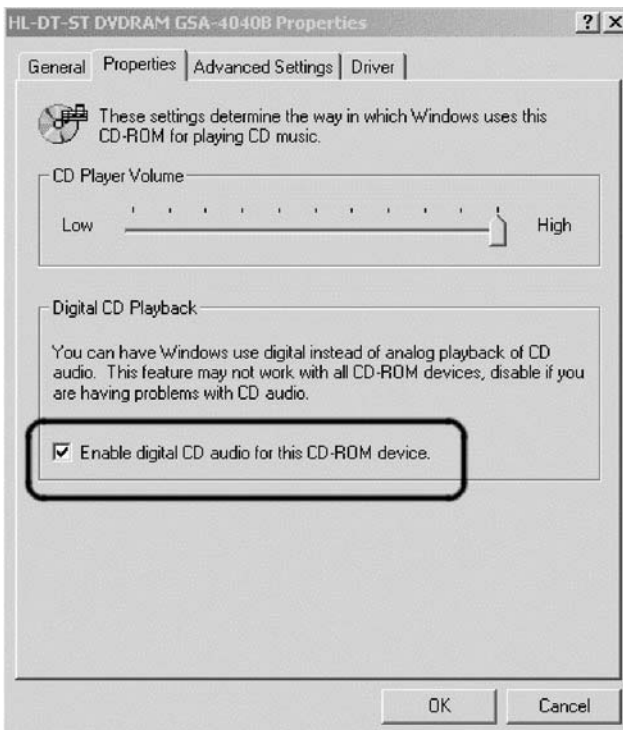 HL-DT-ST DVDRAM GSA-4040B Properties
General Properties Advanced Settings Driver
These settings determine the way in which Windows uses this
CD-ROM for playing CD music.
CD Player Volume
Low High
Digital CD Playback
You can have Windows use digital instead of analog playback of CD
audio. This feature may not work with all CD-ROM devices, disable if you
are having problems with CD audio.
Enable digital CD audio for this CD-ROM device.
OK Cancel